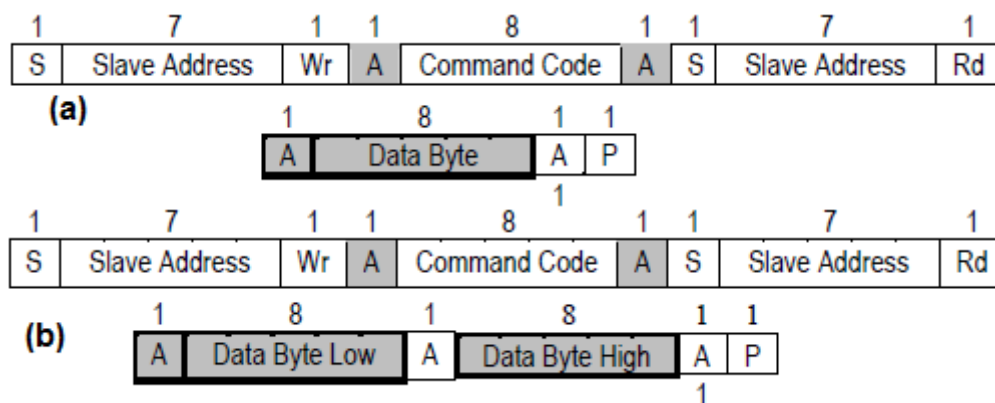 1 7 1 1 8 1 1 7 1
S Slave Address Wr A Command Code A S Slave Address Rd
(a)
1 8 1 1
A Data Byte A P
1
1 7 1 1 8 1 1 7 1
S Slave Address Wr A Command Code A S Slave Address Rd
(b)
1 8 1 8 1 1
A Data Byte Low A Data Byte High A P
1